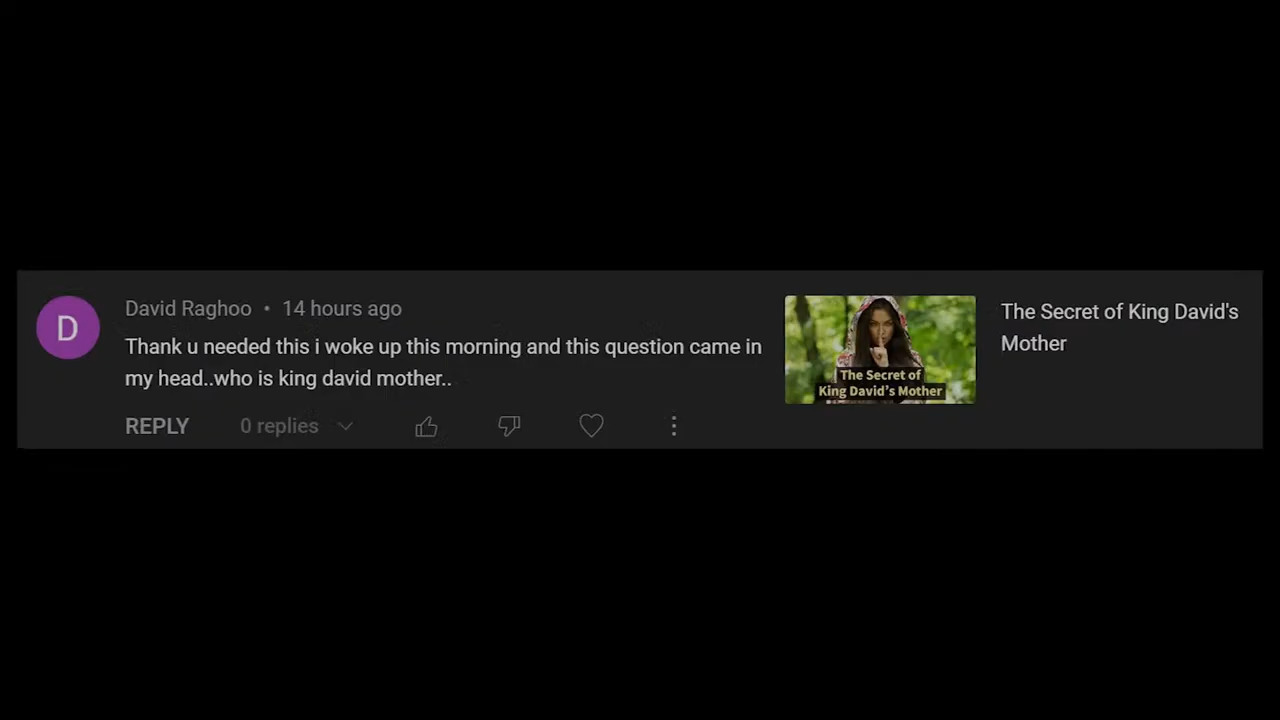 David Raghoo • 14 hours ago
Thank u needed this i woke up this morning and this question came in
my head..who is king david mother..
REPLY 0 replies
D
The Secret of
King David's Mother
The Secret of King David's
Mother